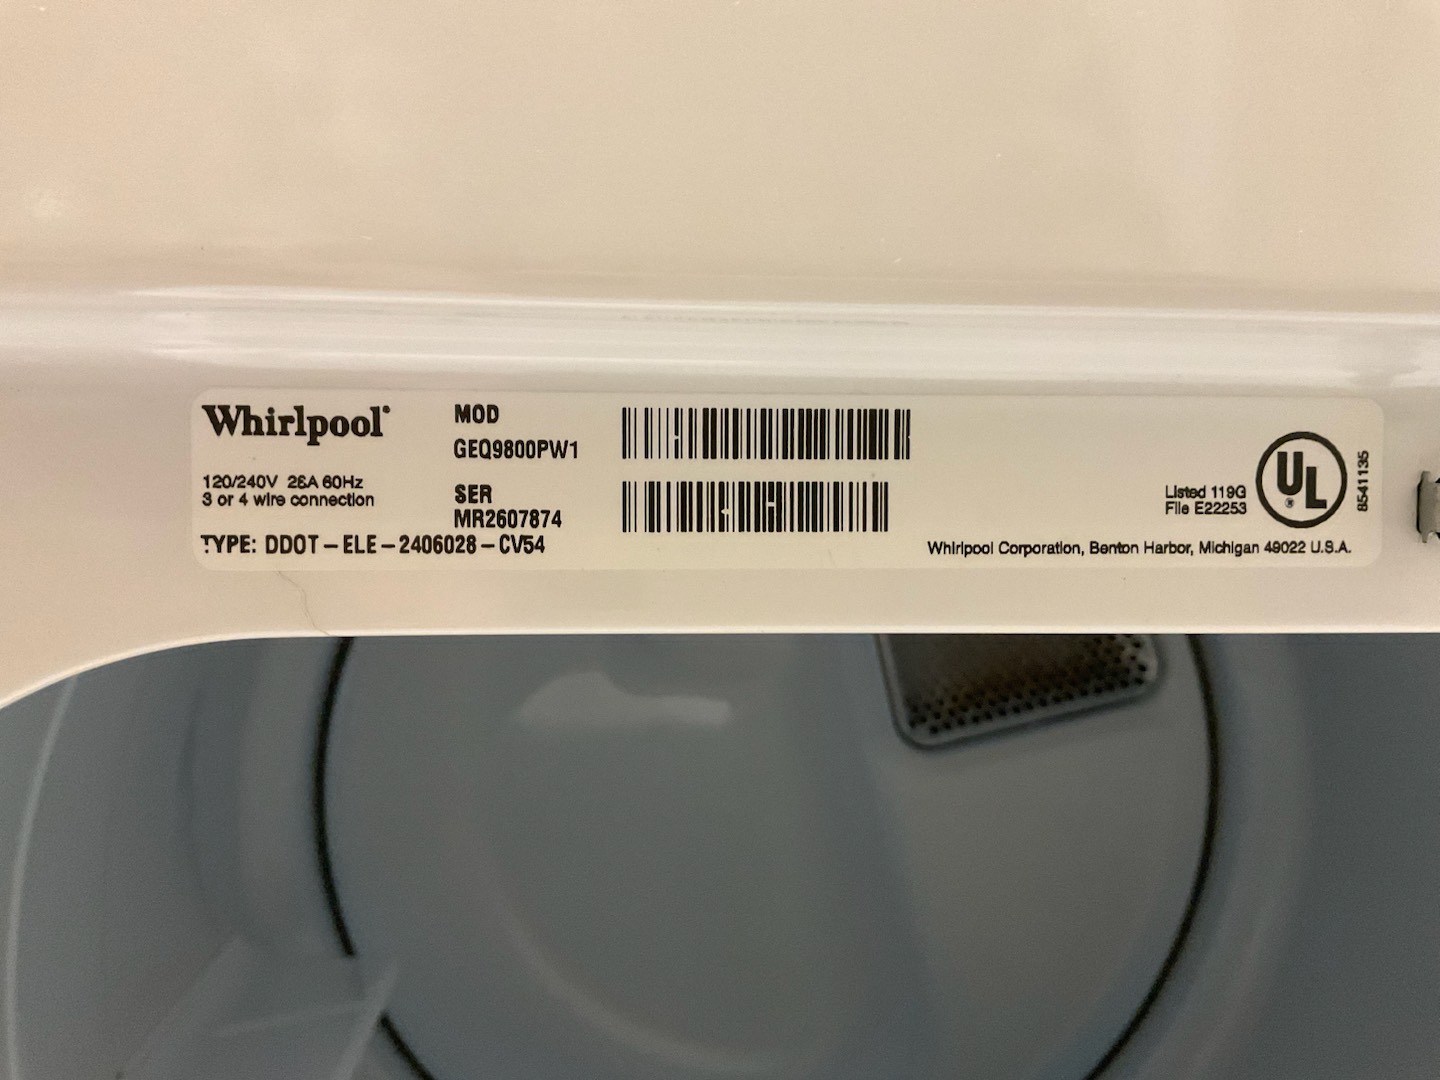 Whirlpool®
120/240V 26A 60Hz
3 or 4 wire connection
TYPE: DDOT-ELE-2406028-CV54
MOD
GEQ9800PW1
SER
MR2607874
Listed 119G
File E22253
UL®
8541135
Whirlpool Corporation, Benton Harbor, Michigan 49022 U.S.A.